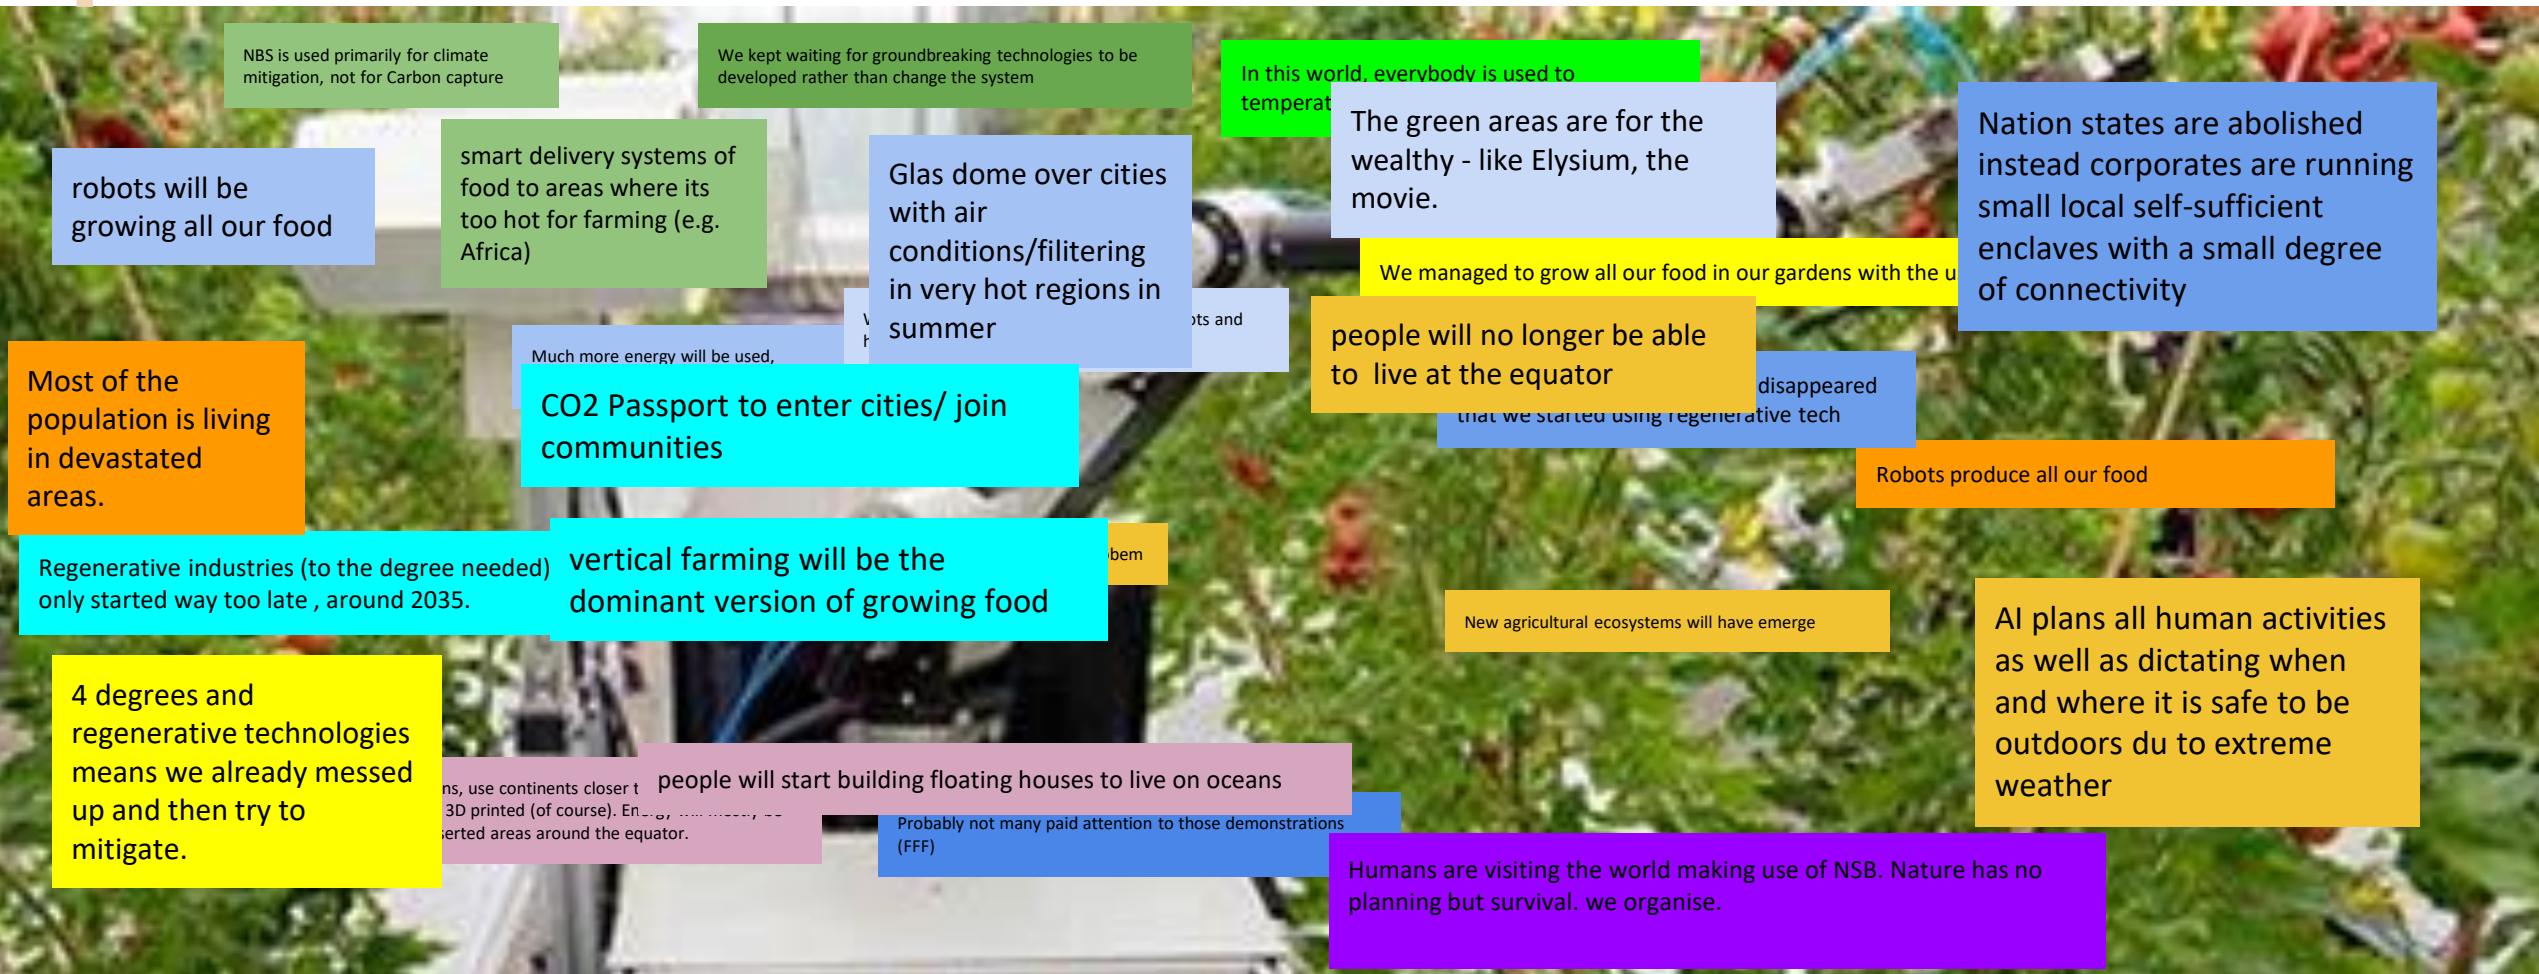 NBS is used primarily for climate
mitigation, not for Carbon capture
We kept waiting for groundbreaking technologies to be
developed rather than change the system
In this world, everybody is used to
The green areas are for the
wealthy - like Elysium, the
movie.
Nation states are abolished
instead corporates are running
small local self-sufficient
enclaves with a small degree
of connectivity
robots will be
growing all our food
smart delivery systems of
food to areas where its
too hot for farming (e.g.
Africa)
Glas dome over cities
with air
conditions/filitering
in very hot regions in
summer
We managed to grow all our food in our gardens with the
and
people will no longer be able
to live at the equator
disappeared
that we started using regenerative tech
Much more energy will be used,
Most of the
population is living
in devastated
areas.
CO2 Passport to enter cities/ join
communities
Robots produce all our food
Regenerative industries (to the degree needed)
only started way too late , around 2035.
vertical farming will be the
dominant version of growing food
New agricultural ecosystems will have emerge
AI plans all human activities
as well as dictating when
and where it is safe to be
outdoors du to extreme
weather
4 degrees and
regenerative technologies
means we already messed
up and then try to
mitigate.
use continents closer
3D printed (of course). Energy will mostly be
areas around the equator.
people will start building floating houses to live on oceans
Probably not many paid attention to those demonstrations
(FFF)
Humans are visiting the world making use of NSB. Nature has no
planning but survival. we organise.